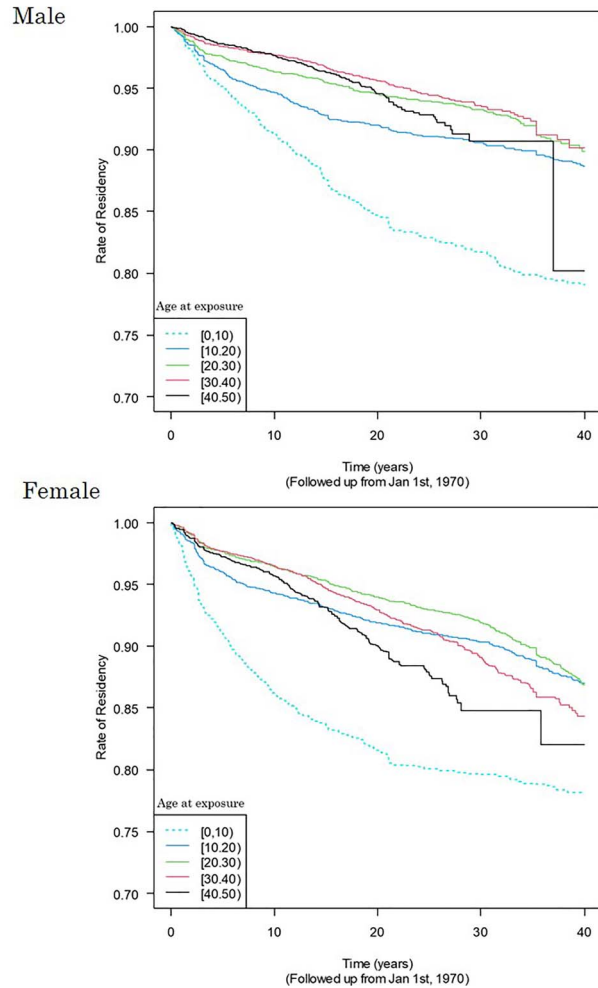 Male
1.00
0.95
0.90
0.85
0.80
0.75
0.70
Rate of Residency
Age at exposure
[0,10)
[10.20)
[20.30)
[30.40)
[40.50)
0 10 20 30 40
Time (years)
(Followed up from Jan 1st, 1970)
Female
1.00
0.95
0.90
0.85
0.80
0.75
0.70
Rate of Residency
Age at exposure
[0,10)
[10.20)
[20.30)
[30.40)
[40.50)
0 10 20 30 40
Time (years)
(Followed up from Jan 1st, 1970)